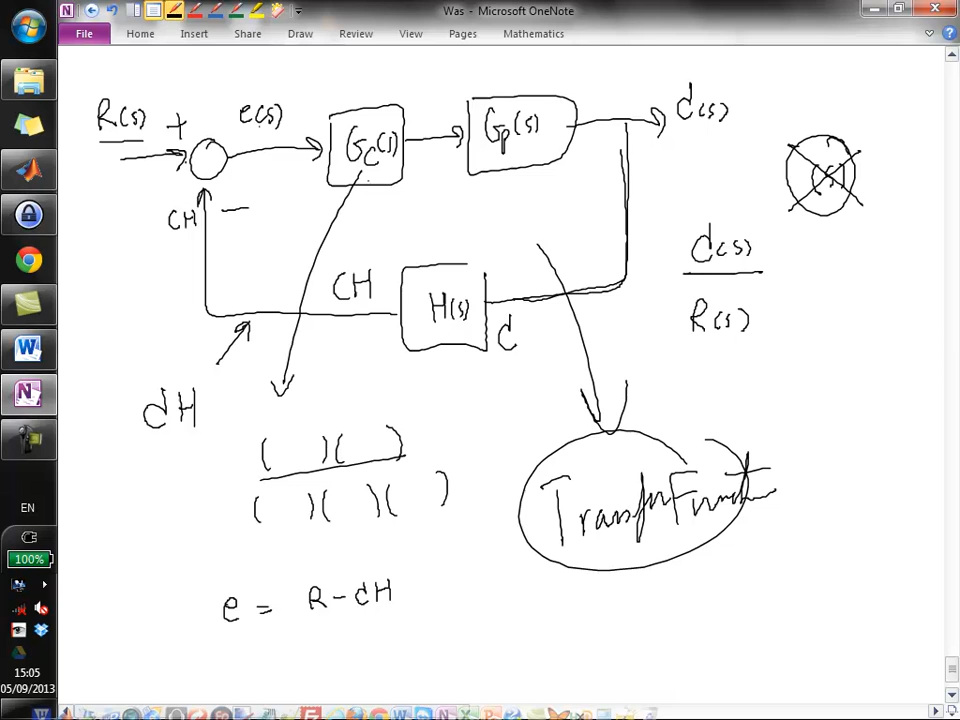 Was - Microsoft OneNote
File Home Insert Share Draw Review View Pages Mathematics
R(s) + e(s) Gc(s) Gp(s) C(s)
(s)
CH −
C(s)
CH H(s) C
R(s)
CH
( )( )
( )( )( )
Transfer Funct
e = R - CH
EN
100%
15:05
05/09/2013